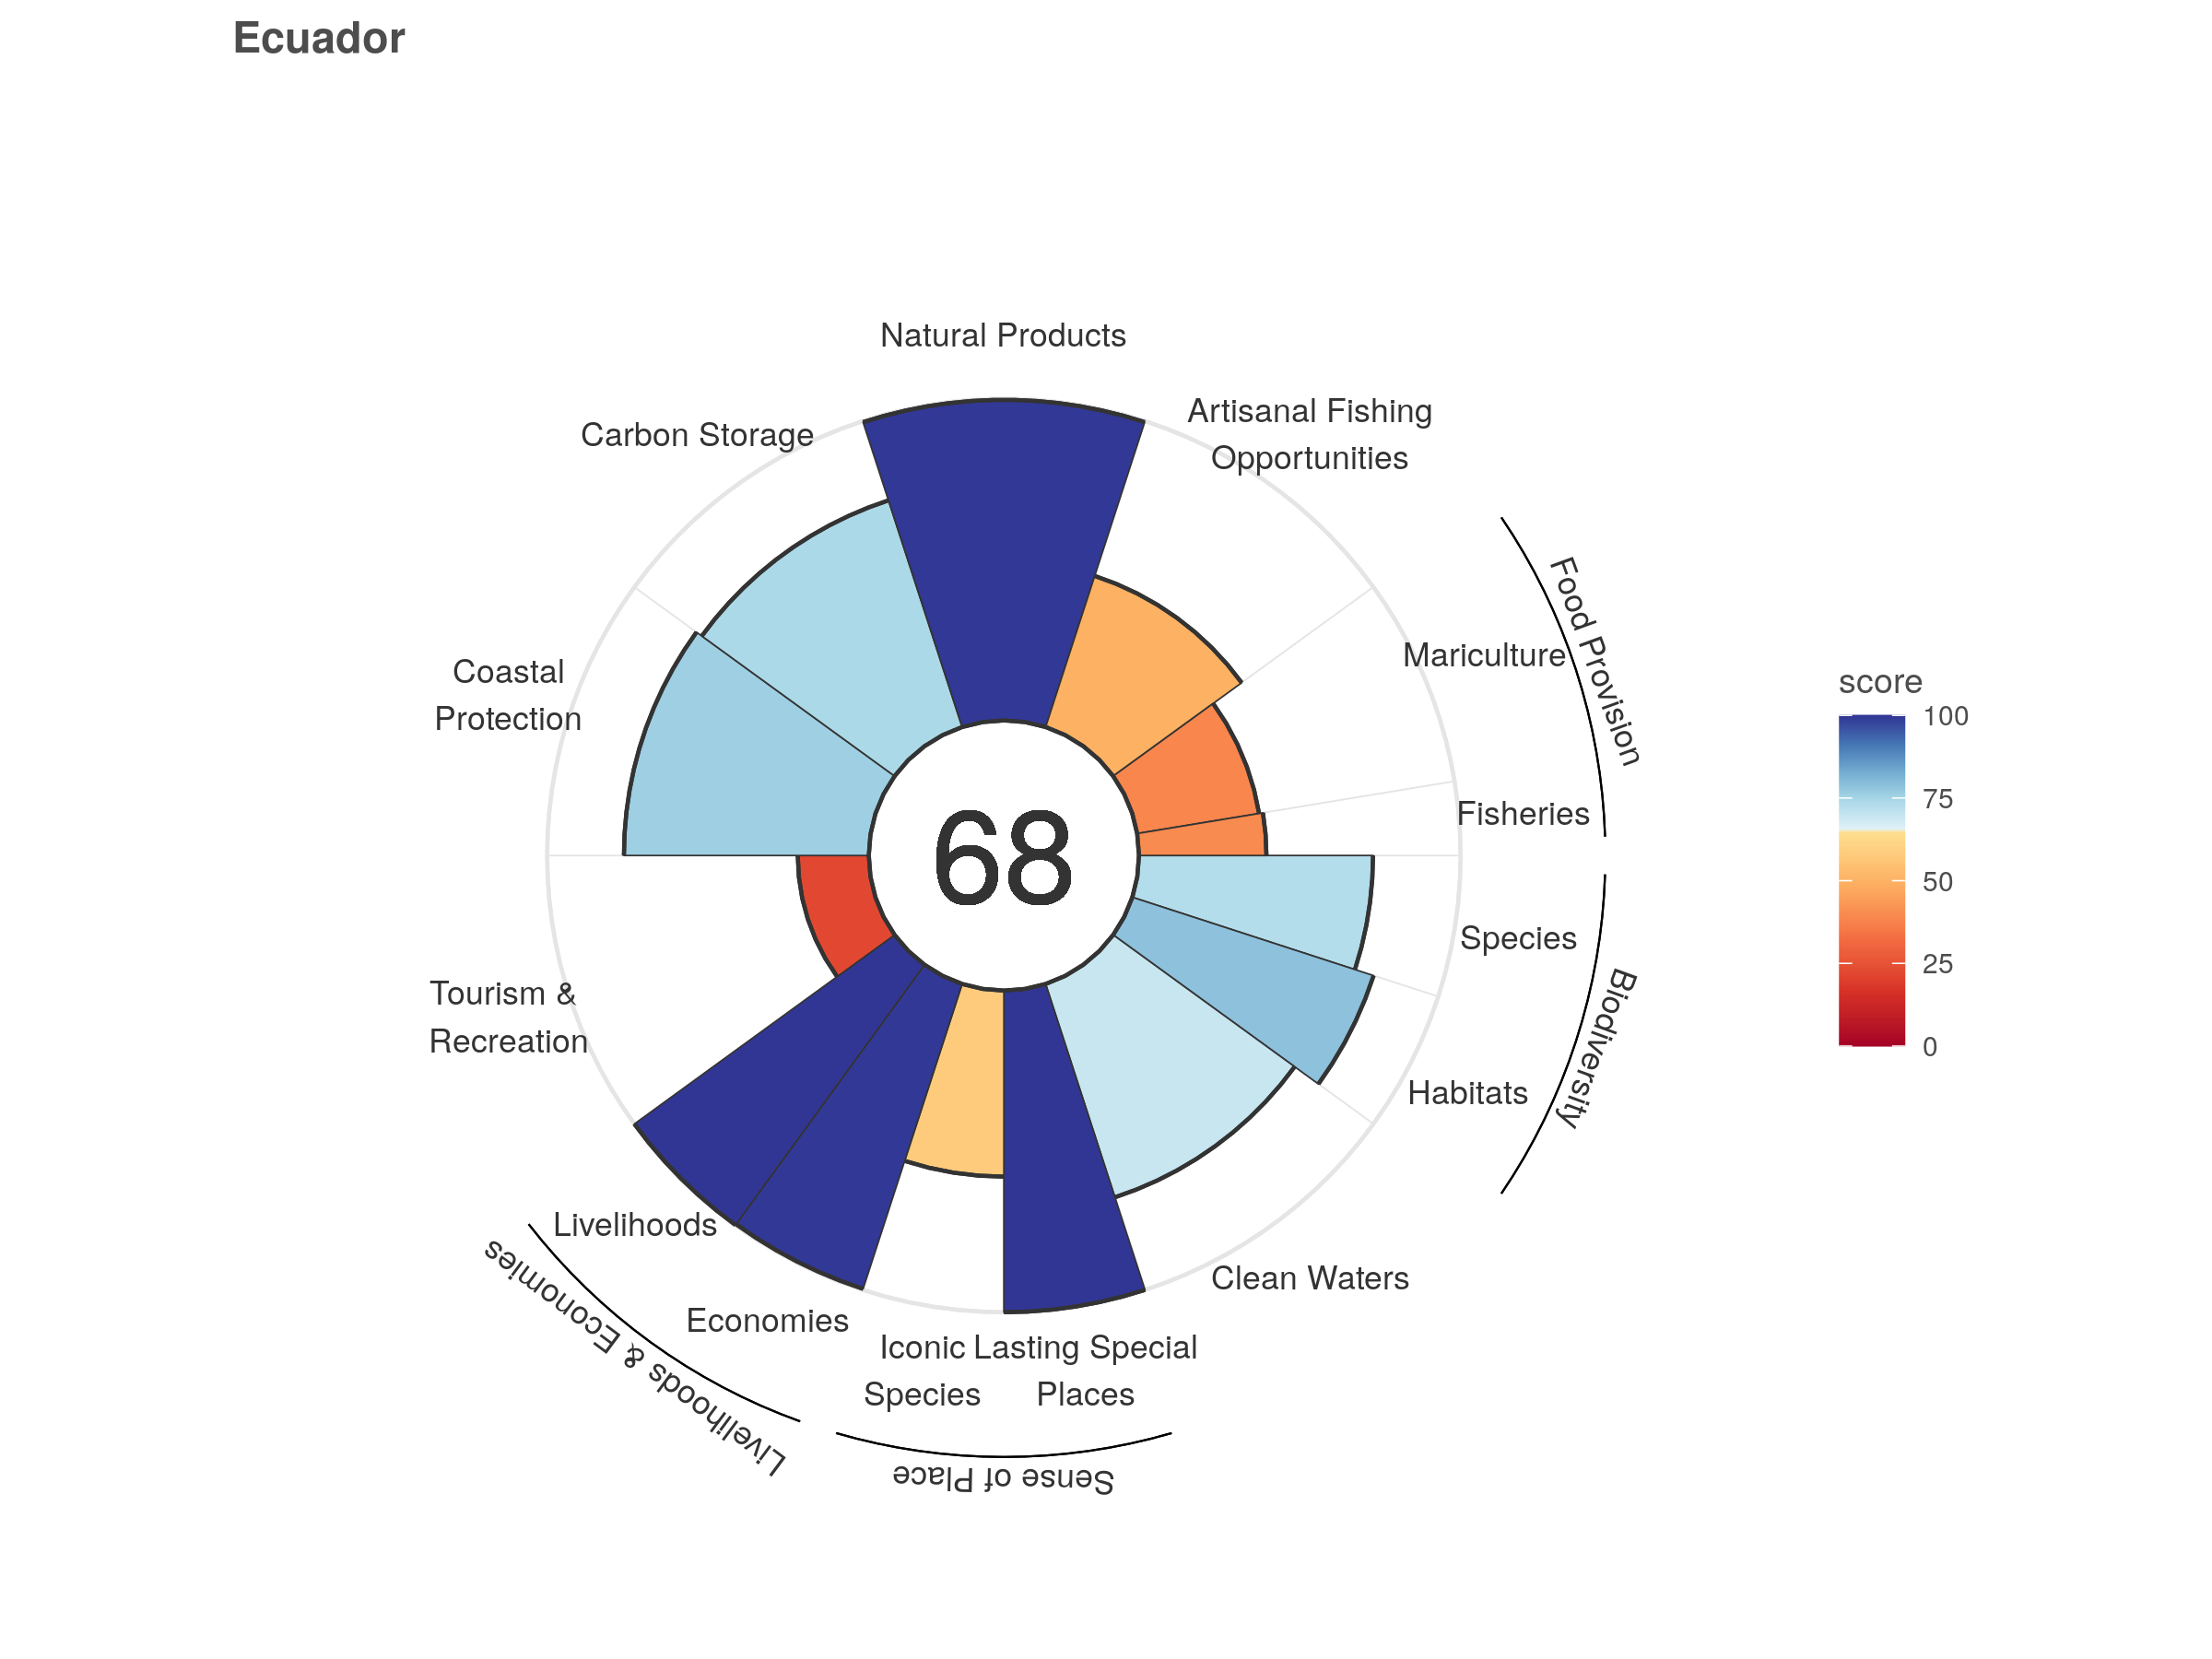 Ecuador
Natural Products
Artisanal Fishing
Opportunities
Carbon Storage
Food Provision
Mariculture
Coastal
Protection
Fisheries
68
score
100
75
50
25
0
Species
Biodiversity
Habitats
Tourism &
Recreation
Livelihoods
Livelihoods & Economies
Economies
Iconic
Species
Lasting Special
Places
Clean Waters
Sense of Place